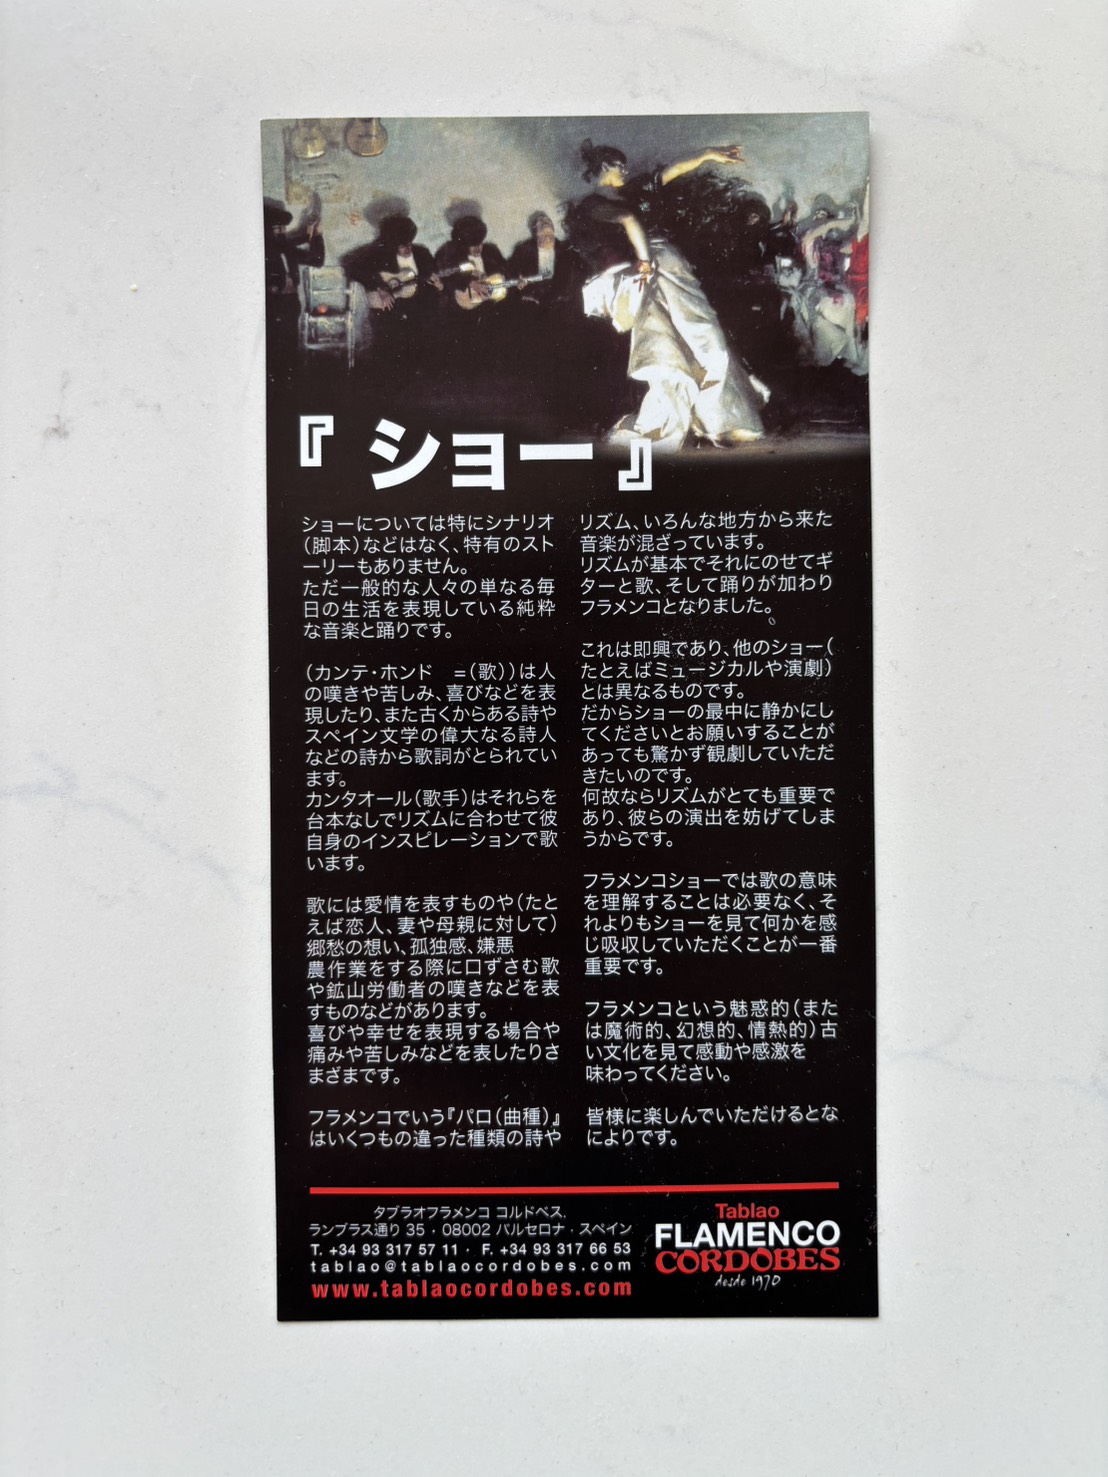 『 ショー 』
ショーについては特にシナリオ
（脚本）などはなく、特有のスト
ーリーもありません。
ただ一般的な人々の単なる毎
日の生活を表現している純粋
な音楽と踊りです。
（カンテ・ホンド　=（歌））は人
の嘆きや苦しみ、喜びなどを表
現したり、また古くからある詩や
スペイン文学の偉大なる詩人
などの詩から歌詞がとられてい
ます。
カンタオール（歌手）はそれらを
台本なしでリズムに合わせて彼
自身のインスピレーションで歌
います。
歌には愛情を表すものや（たと
えば恋人、妻や母親に対して）
郷愁の想い、孤独感、嫌悪
農作業をする際に口ずさむ歌
や鉱山労働者の嘆きなどを表
すものなどがあります。
喜びや幸せを表現する場合や
痛みや苦しみなどを表したりさ
まざまです。
フラメンコでいう『パロ（曲種）』
はいくつもの違った種類の詩や
リズム、いろんな地方から来た
音楽が混ざっています。
リズムが基本でそれにのせてギ
ターと歌、そして踊りが加わり
フラメンコとなりました。
これは即興であり、他のショー（
たとえばミュージカルや演劇）
とは異なるものです。
だからショーの最中に静かにし
てくださいとお願いすることが
あっても驚かず観劇していただ
きたいのです。
何故ならリズムがとても重要で
あり、彼らの演出を妨げてしま
うからです。
フラメンコショーでは歌の意味
を理解することは必要なく、そ
れよりもショーを見て何かを感
じ吸収していただくことが一番
重要です。
フラメンコという魅惑的（また
は魔術的、幻想的、情熱的）古
い文化を見て感動や感激を
味わってください。
皆様に楽しんでいただけるとな
によりです。
タブラオフラメンコ コルドベス,
ランブラス通り 35 · 08002 バルセロナ · スペイン
T. +34 93 317 57 11 · F. +34 93 317 66 53
tablao@tablaocordobes.com
www.tablaocordobes.com
Tablao
FLAMENCO
CORDOBES
desde 1970